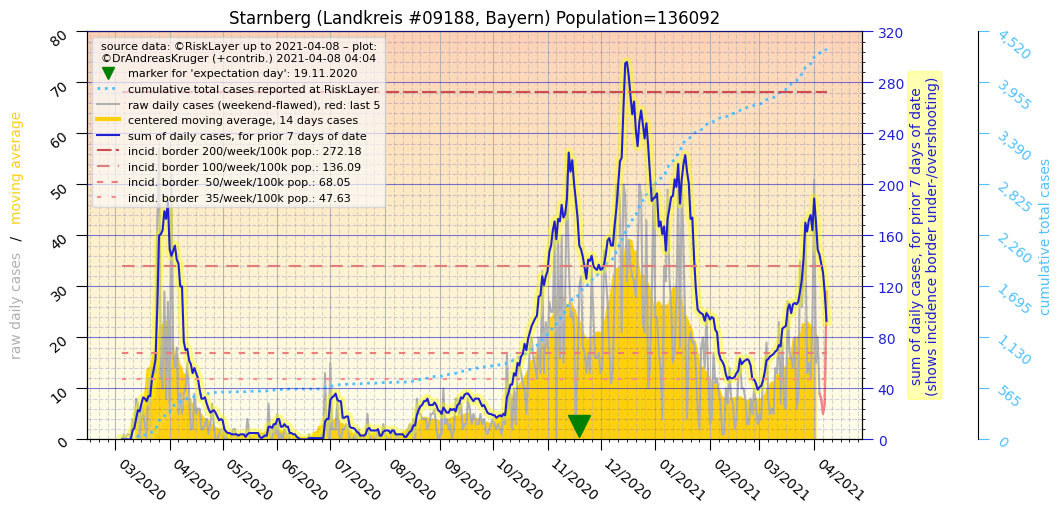 Starnberg (Landkreis #09188, Bayern) Population=136092
source data: ©RiskLayer up to 2021-04-08 – plot:
©DrAndreasKruger (+contrib.) 2021-04-08 04:04
marker for 'expectation day': 19.11.2020
cumulative total cases reported at RiskLayer
raw daily cases (weekend-flawed), red: last 5
centered moving average, 14 days cases
sum of daily cases, for prior 7 days of date
incid. border 200/week/100k pop.: 272.18
incid. border 100/week/100k pop.: 136.09
incid. border 50/week/100k pop.: 68.05
incid. border 35/week/100k pop.: 47.63
raw daily cases / moving average
80
70
60
50
40
30
20
10
0
03/2020
04/2020
05/2020
06/2020
07/2020
08/2020
09/2020
10/2020
11/2020
12/2020
01/2021
02/2021
03/2021
04/2021
320
280
240
200
160
120
80
40
0
sum of daily cases, for prior 7 days of date
(shows incidence border under-/overshooting)
4,520
3,955
3,390
2,825
2,260
1,695
1,130
565
0
cumulative total cases